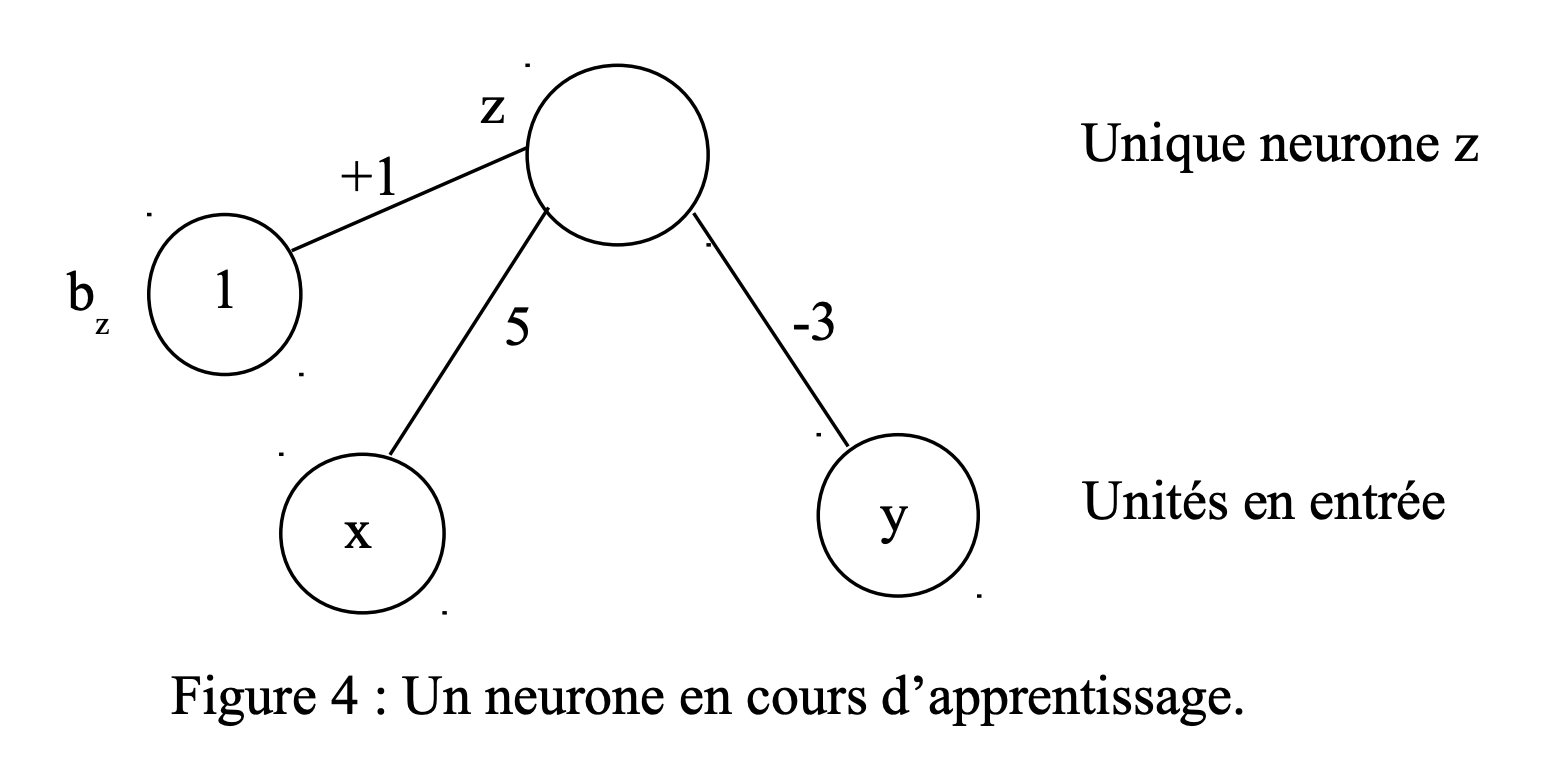 z
Unique neurone z
+1
1
b_z
5
-3
x
y
Unités en entrée
Figure 4 : Un neurone en cours d’apprentissage.